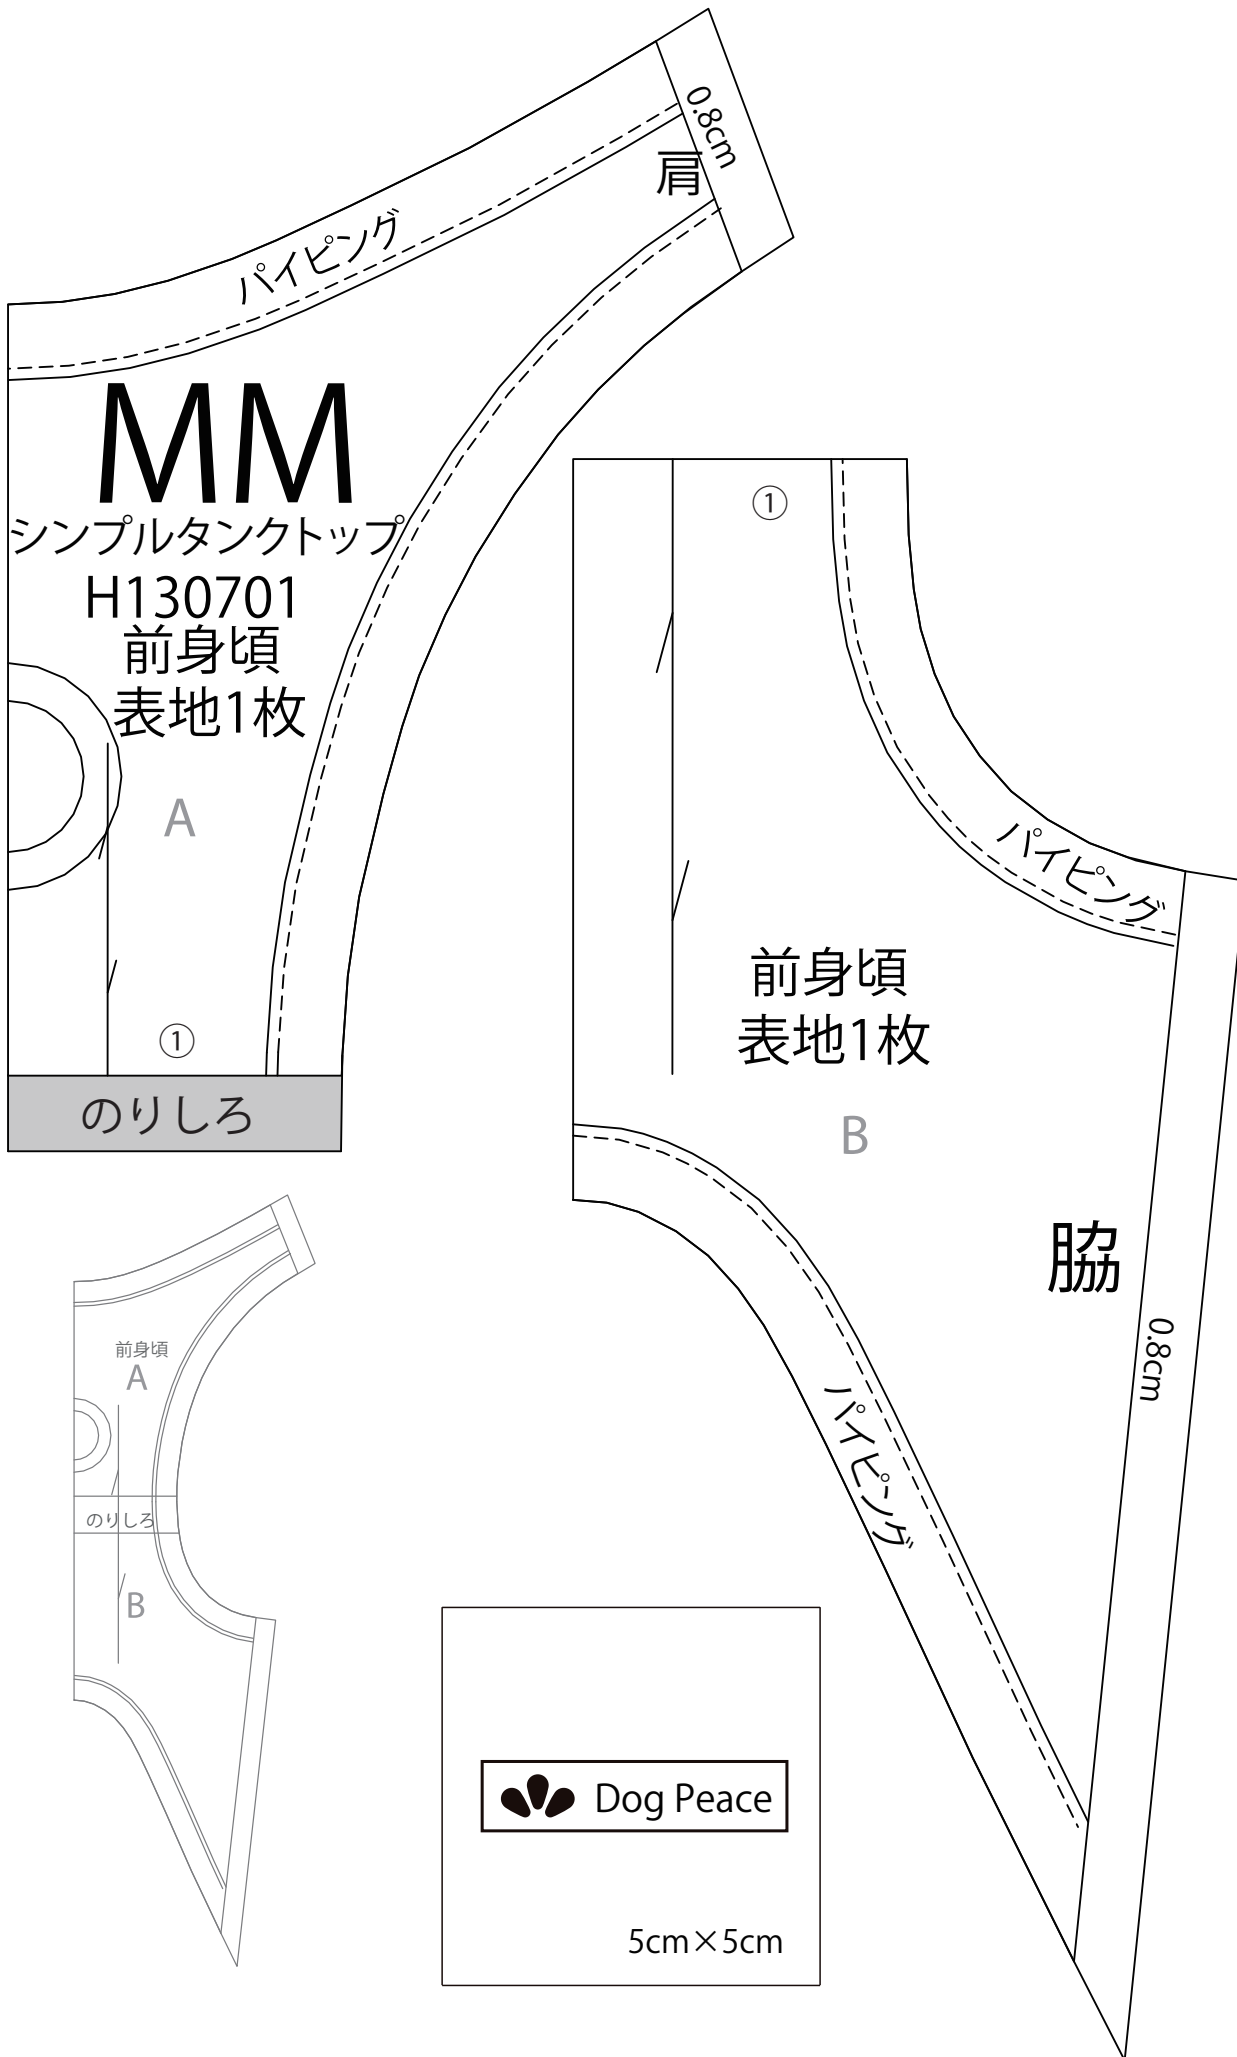 0.8cm
肩
パイピング
MM
シンプルタンクトップ
H130701
前身頃
表地1枚
A
①
のりしろ
①
パイピング
前身頃
表地1枚
B
脇
0.8cm
パイピング
前身頃
A
のりしろ
B
Dog Peace
5cm×5cm